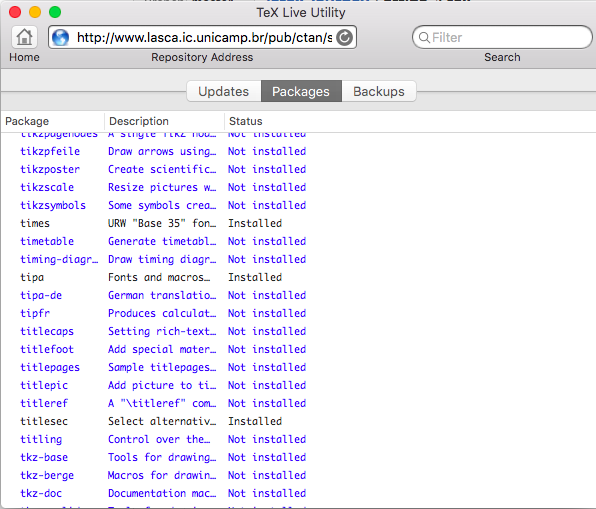 TeX Live Utility
http://www.lasca.ic.unicamp.br/pub/ctan/s
Filter
Home Repository Address Search
Updates Packages Backups
Package Description Status
tikzpagenodes A single TikZ nod… Not installed
tikzpfeile Draw arrows using… Not installed
tikzposter Create scientific… Not installed
tikzscale Resize pictures w… Not installed
tikzsymbols Some symbols crea… Not installed
times URW "Base 35" fon… Installed
timetable Generate timetabl… Not installed
timing-diagr… Draw timing diagr… Not installed
tipa Fonts and macros… Installed
tipa-de German translatio… Not installed
tipfr Produces calculat… Not installed
titlecaps Setting rich-text… Not installed
titlefoot Add special mater… Not installed
titlepages Sample titlepages… Not installed
titlepic Add picture to ti… Not installed
titleref A "\titleref" com… Not installed
titlesec Select alternativ… Installed
titling Control over the… Not installed
tkz-base Tools for drawing… Not installed
tkz-berge Macros for drawin… Not installed
tkz-doc Documentation mac… Not installed